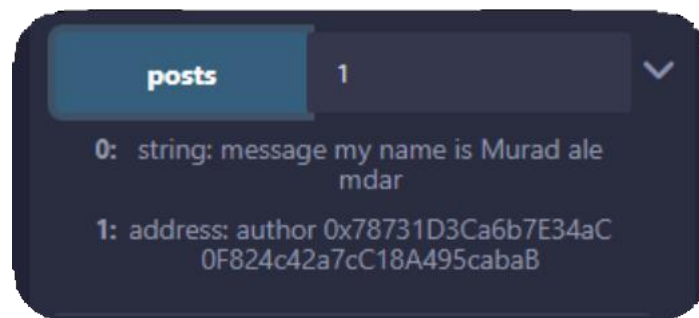 posts 1
0: string: message my name is Murad ale
mdar
1: address: author 0x78731D3Ca6b7E34aC
0F824c42a7cC18A495cabaB